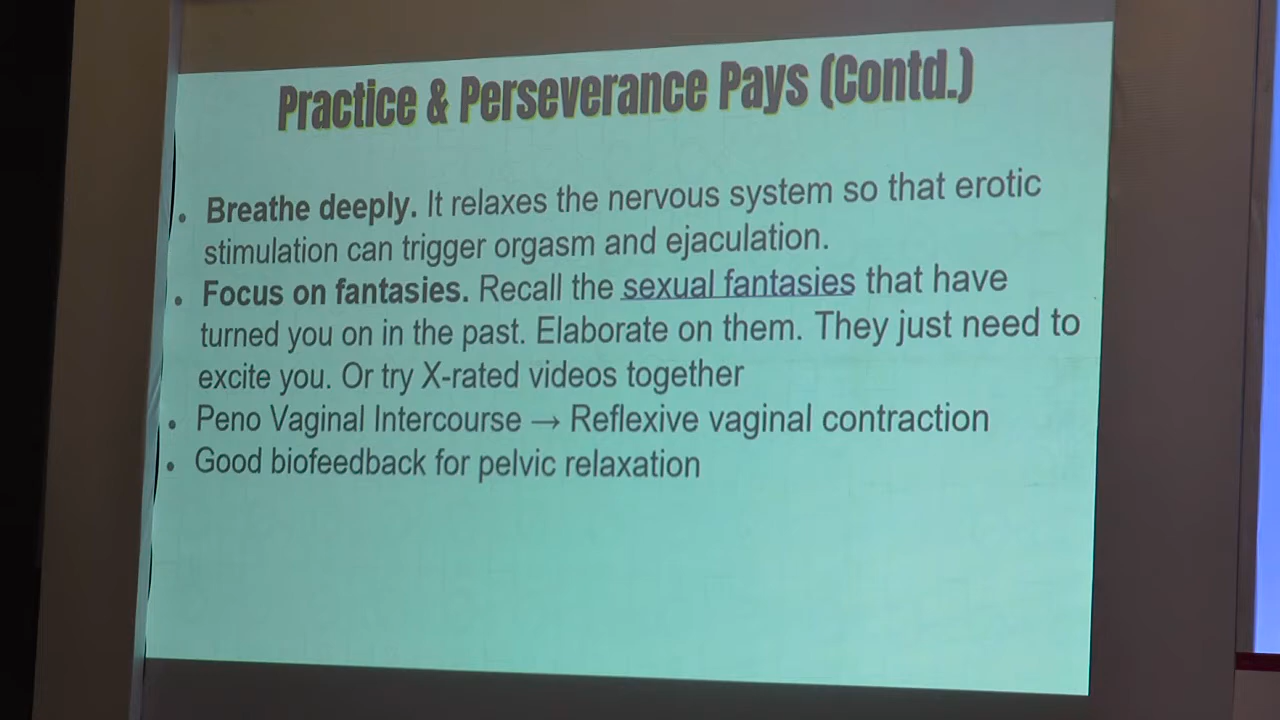 Practice & Perseverance Pays (Contd.)
• Breathe deeply. It relaxes the nervous system so that erotic
stimulation can trigger orgasm and ejaculation.
• Focus on fantasies. Recall the sexual fantasies that have
turned you on in the past. Elaborate on them. They just need to
excite you. Or try X-rated videos together
• Peno Vaginal Intercourse → Reflexive vaginal contraction
• Good biofeedback for pelvic relaxation